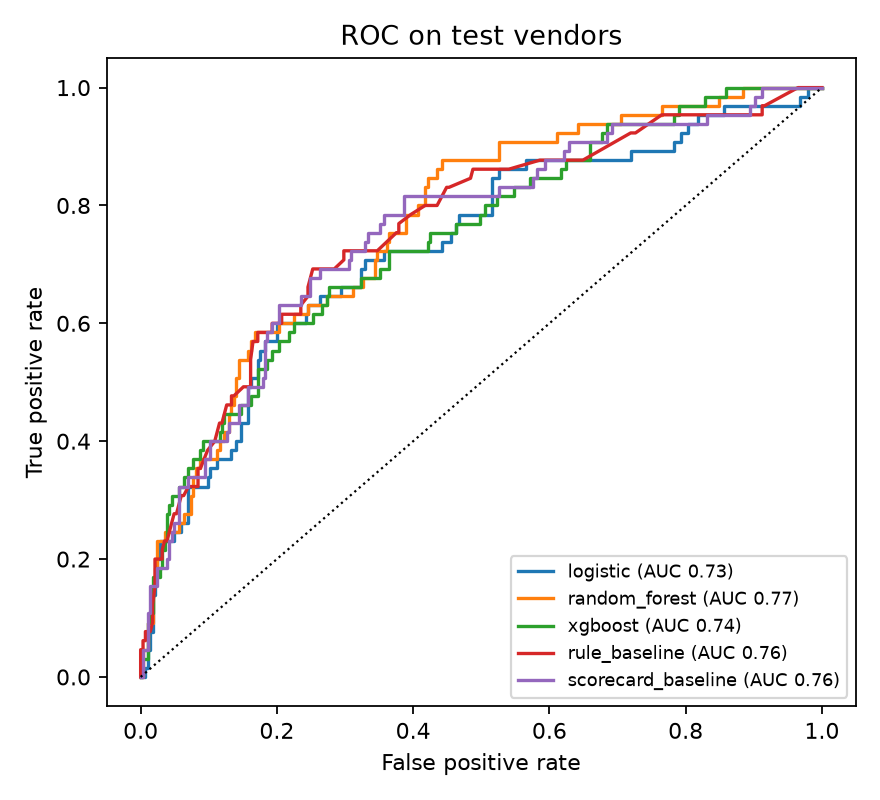 ROC on test vendors
1.0
0.8
0.6
0.4
0.2
0.0
True positive rate
logistic (AUC 0.73)
random_forest (AUC 0.77)
xgboost (AUC 0.74)
rule_baseline (AUC 0.76)
scorecard_baseline (AUC 0.76)
0.0 0.2 0.4 0.6 0.8 1.0
False positive rate